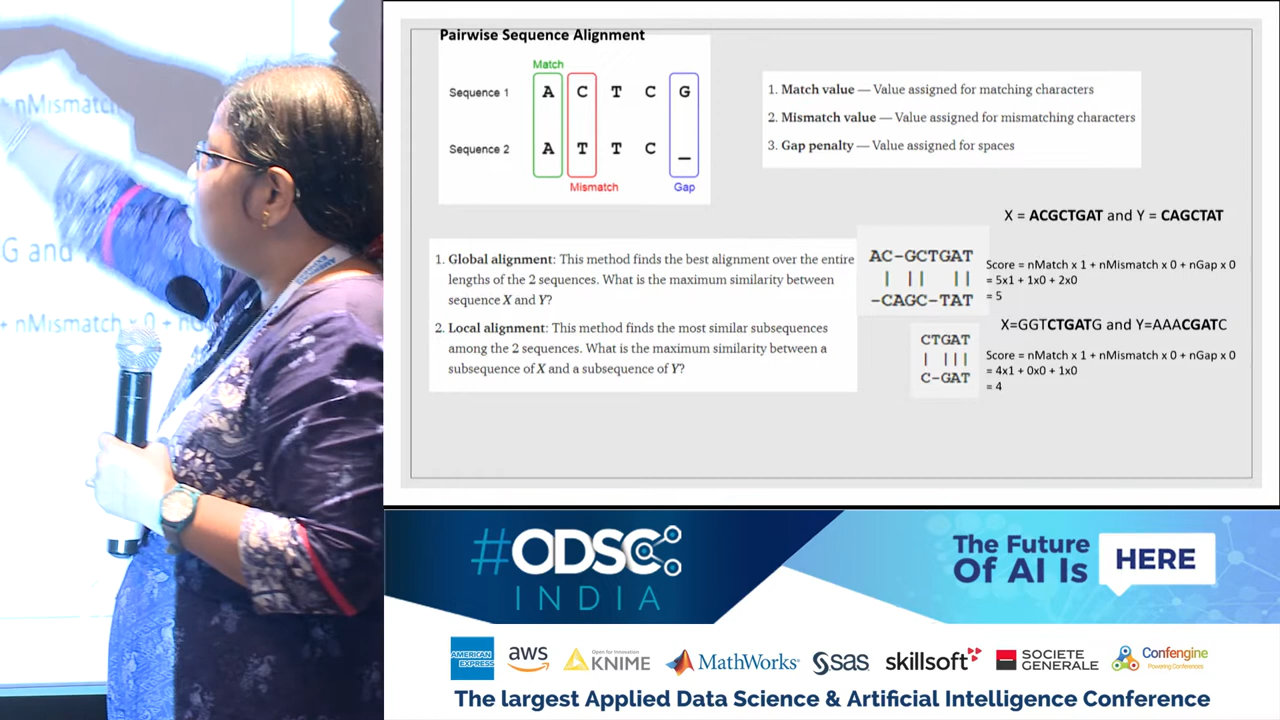 Pairwise Sequence Alignment
Match
Sequence 1 A C T C G
Sequence 2 A T T C _
Mismatch Gap
1. Match value — Value assigned for matching characters
2. Mismatch value — Value assigned for mismatching characters
3. Gap penalty — Value assigned for spaces
1. Global alignment: This method finds the best alignment over the entire
lengths of the 2 sequences. What is the maximum similarity between
sequence X and Y?
2. Local alignment: This method finds the most similar subsequences
among the 2 sequences. What is the maximum similarity between a
subsequence of X and a subsequence of Y?
X = ACGCTGAT and Y = CAGCTAT
AC-GCTGAT
| || ||
-CAGC-TAT
Score = nMatch x 1 + nMismatch x 0 + nGap x 0
= 5x1 + 1x0 + 2x0
= 5
X=GGTCTGATG and Y=AAACGATC
CTGAT
| |||
C-GAT
Score = nMatch x 1 + nMismatch x 0 + nGap x 0
= 4x1 + 0x0 + 1x0
= 4
+ nMismatch
G and
+ nMismatch x 0 + nG
#ODSC
INDIA
The Future
Of AI Is
HERE
AMERICAN
EXPRESS
aws
Open for Innovation
KNIME
MathWorks®
sas
skillsoft
SOCIETE
GENERALE
Confengine
Powering Conferences
The largest Applied Data Science & Artificial Intelligence Conference